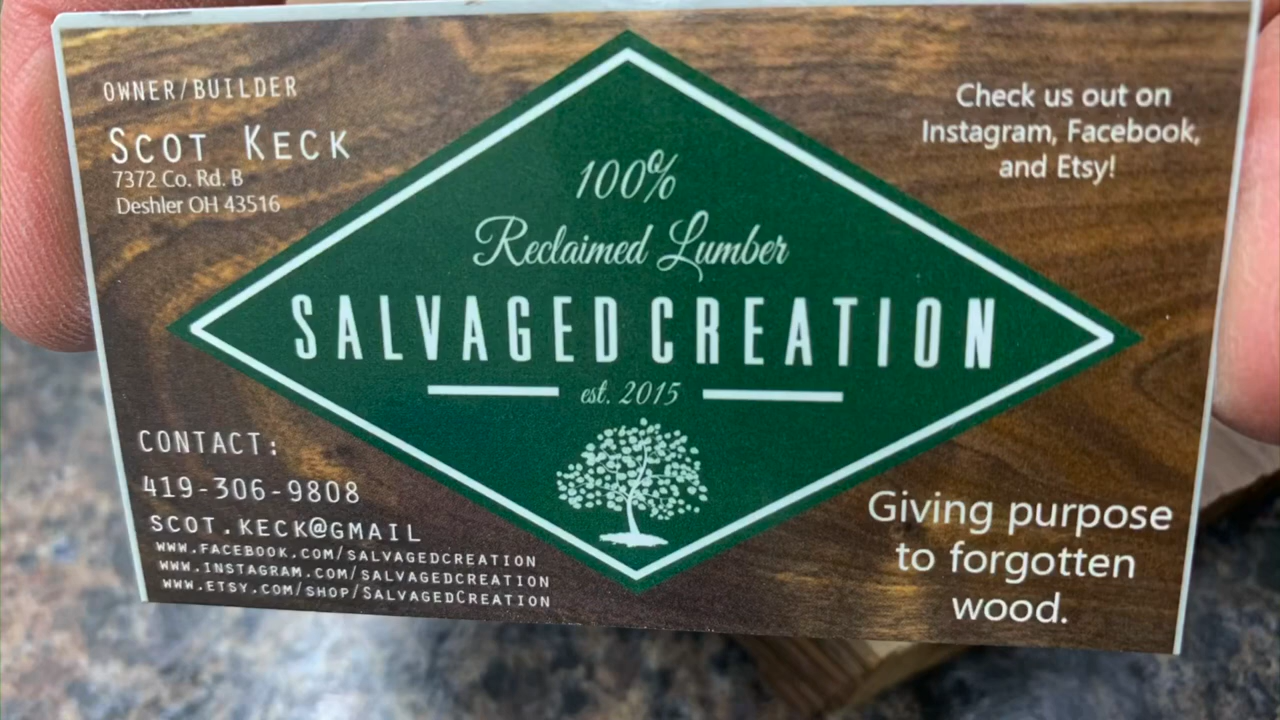 OWNER/BUILDER
SCOT KECK
7372 Co. Rd. B
Deshler OH 43516
Check us out on
Instagram, Facebook,
and Etsy!
100%
Reclaimed Lumber
SALVAGED CREATION
est. 2015
CONTACT:
419-306-9808
SCOT.KECK@GMAIL
WWW.FACEBOOK.COM/SALVAGEDCREATION
WWW.INSTAGRAM.COM/SALVAGEDCREATION
WWW.ETSY.COM/SHOP/SALVAGEDCREATION
Giving purpose
to forgotten
wood.